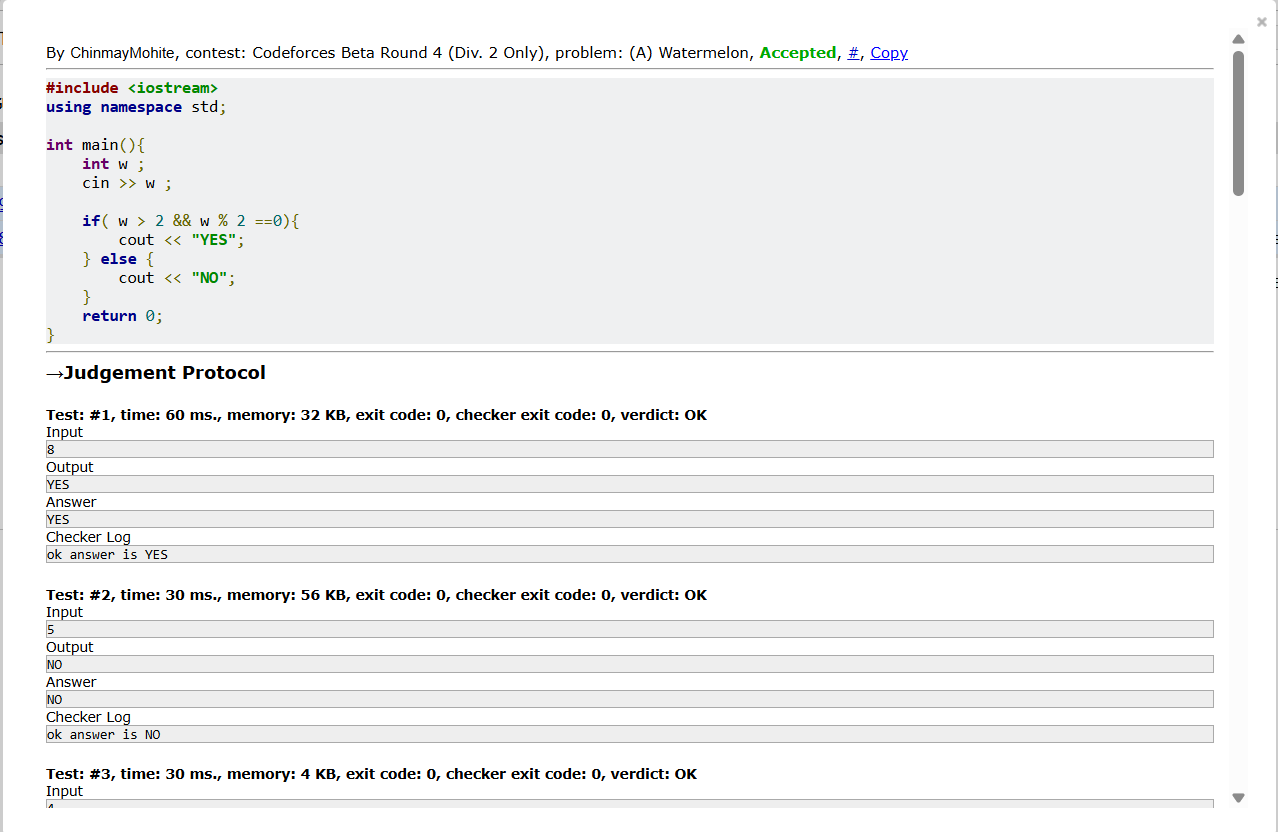 ×
By ChinmayMohite, contest: Codeforces Beta Round 4 (Div. 2 Only), problem: (A) Watermelon, Accepted, #, Copy
#include <iostream>
using namespace std;
int main(){
    int w ;
    cin >> w ;
    if( w > 2 && w % 2 ==0){
        cout << "YES";
    } else {
        cout << "NO";
    }
    return 0;
}
→Judgement Protocol
Test: #1, time: 60 ms., memory: 32 KB, exit code: 0, checker exit code: 0, verdict: OK
Input
8
Output
YES
Answer
YES
Checker Log
ok answer is YES
Test: #2, time: 30 ms., memory: 56 KB, exit code: 0, checker exit code: 0, verdict: OK
Input
5
Output
NO
Answer
NO
Checker Log
ok answer is NO
Test: #3, time: 30 ms., memory: 4 KB, exit code: 0, checker exit code: 0, verdict: OK
Input